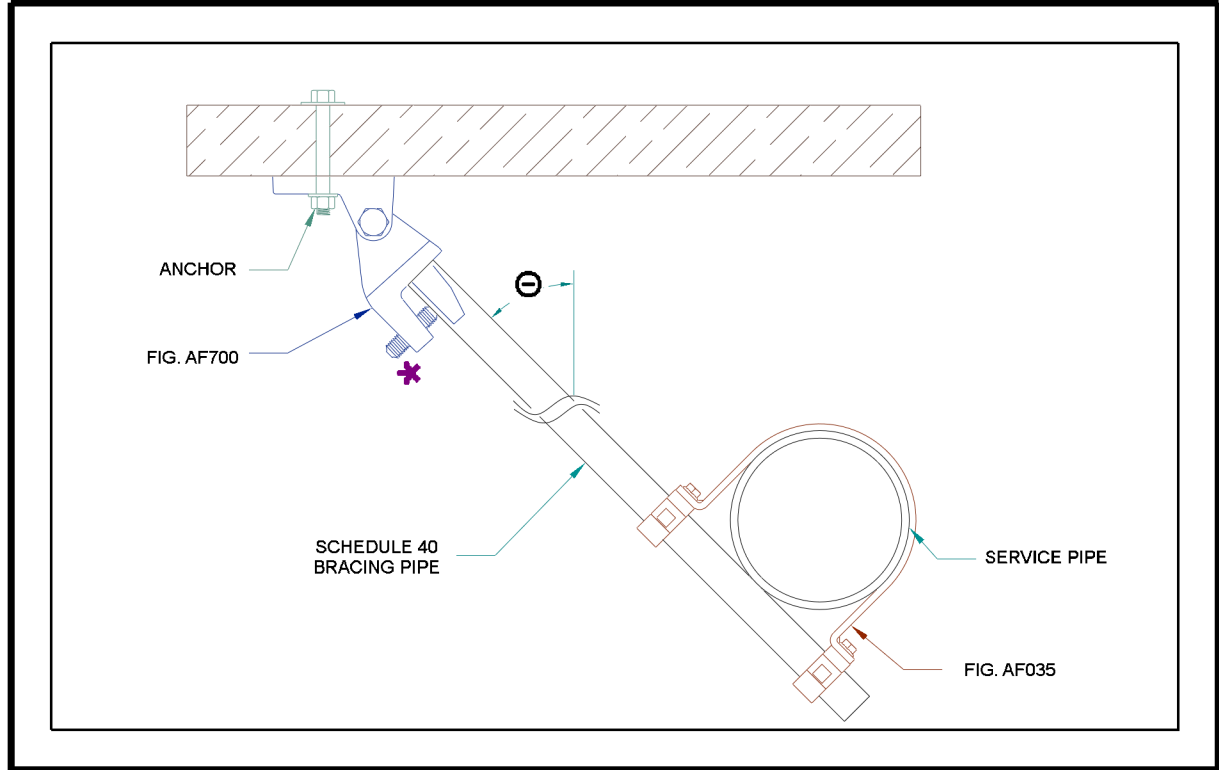 ANCHOR
Θ
FIG. AF700
*
SCHEDULE 40
BRACING PIPE
SERVICE PIPE
FIG. AF035